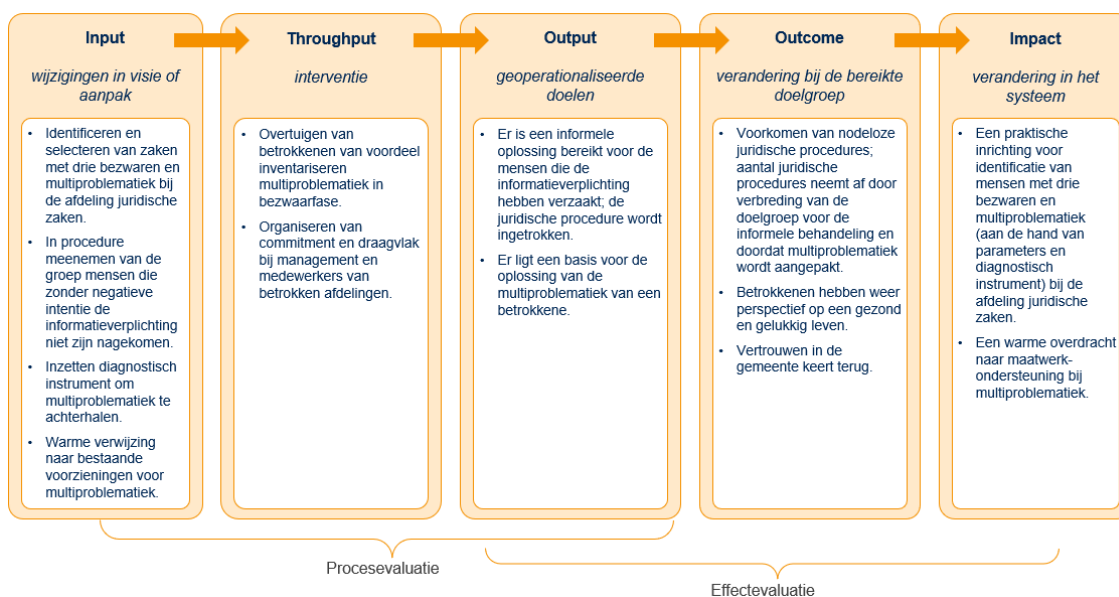 Input
wijzigingen in visie of
aanpak
• Identificeren en
selecteren van zaken
met drie bezwaren en
multiproblematiek bij
de afdeling juridische
zaken.
• In procedure
meenemen van de
groep mensen die
zonder negatieve
intentie de
informatieverplichting
niet zijn nagekomen.
• Inzetten diagnostisch
instrument om
multiproblematiek te
achterhalen.
• Warme verwijzing
naar bestaande
voorzieningen voor
multiproblematiek.
Throughput
interventie
• Overtuigen van
betrokkenen van voordeel
inventariseren
multiproblematiek in
bezwaarfase.
• Organiseren van
commitment en draagvlak
bij management en
medewerkers van
betrokken afdelingen.
Output
geoperationaliseerde
doelen
• Er is een informele
oplossing bereikt voor de
mensen die de
informatieverplichting
hebben verzaakt; de
juridische procedure wordt
ingetrokken.
• Er ligt een basis voor de
oplossing van de
multiproblematiek van een
betrokkene.
Outcome
verandering bij de bereikte
doelgroep
• Voorkomen van nodeloze
juridische procedures;
aantal juridische
procedures neemt af door
verbreding van de
doelgroep voor de
informele behandeling en
doordat multiproblematiek
wordt aangepakt.
• Betrokkenen hebben weer
perspectief op een gezond
en gelukkig leven.
• Vertrouwen in de
gemeente keert terug.
Impact
verandering in het
systeem
• Een praktische
inrichting voor
identificatie van
mensen met drie
bezwaren en
multiproblematiek
(aan de hand van
parameters en
diagnostisch
instrument) bij de
afdeling juridische
zaken.
• Een warme overdracht
naar maatwerk-
ondersteuning bij
multiproblematiek.
Procesevaluatie
Effectevaluatie